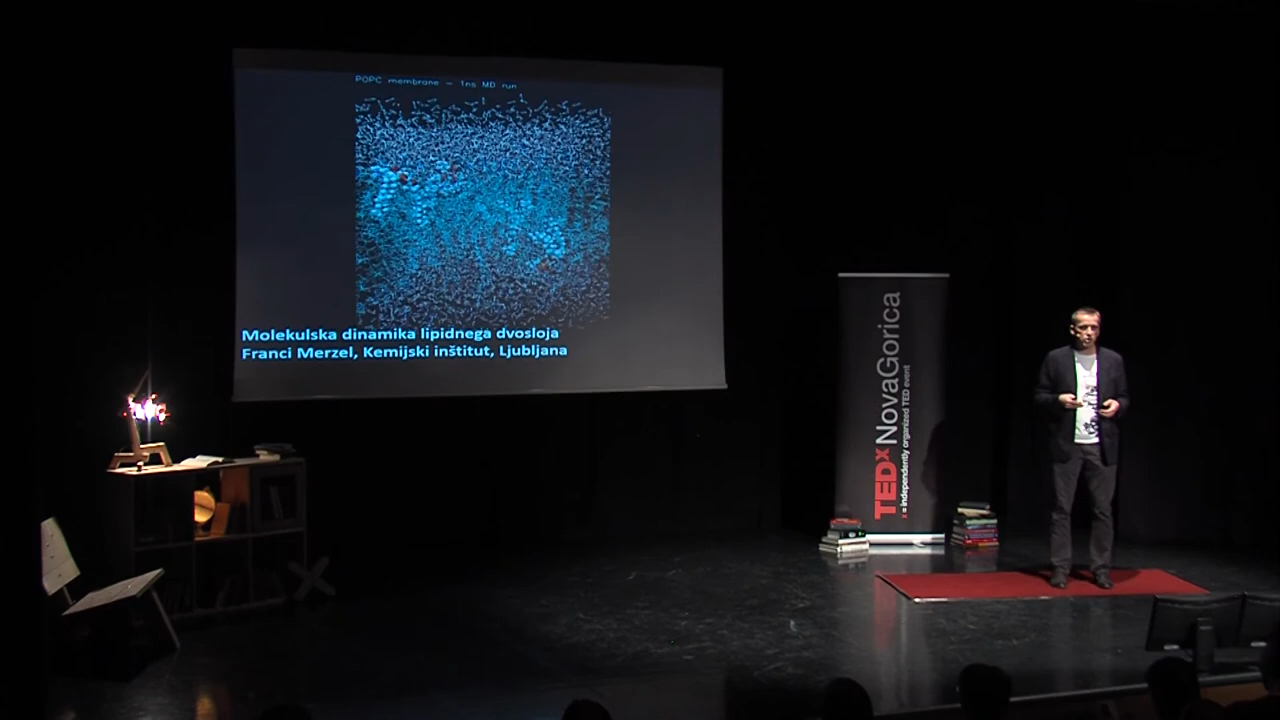 POPC membrane — 1ns MD run
Molekulska dinamika lipidnega dvosloja
Franci Merzel, Kemijski inštitut, Ljubljana
TEDx NovaGorica
x = independently organized TED event